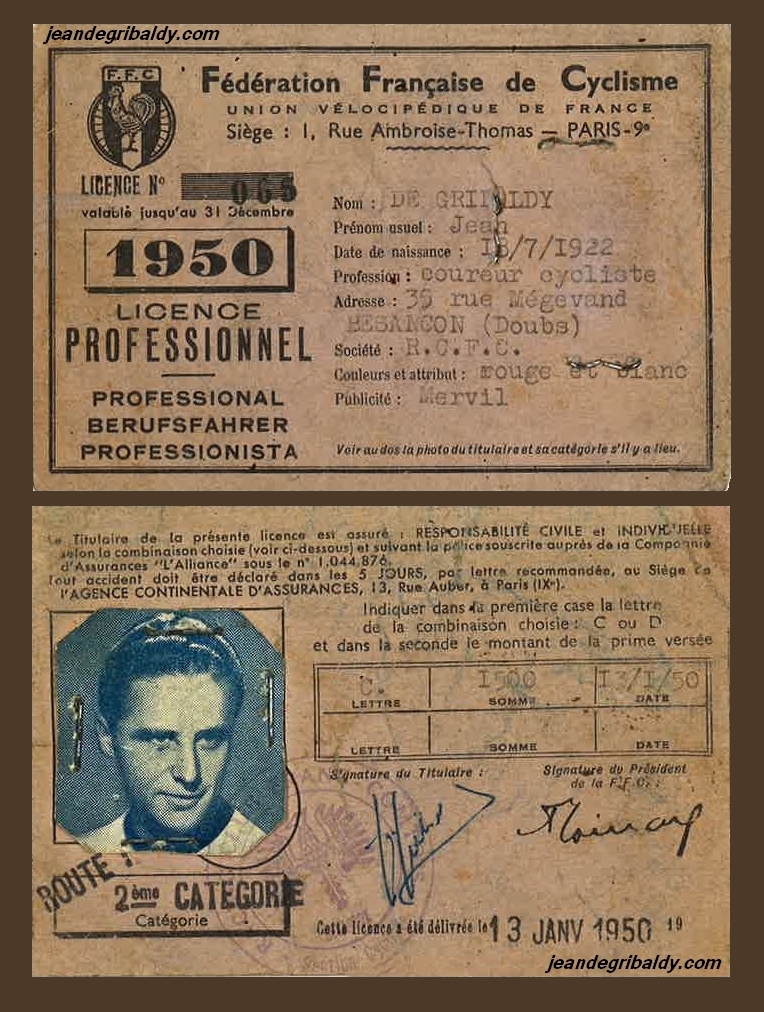 jeandegribaldy.com
F.F.C
Fédération Française de Cyclisme
UNION VÉLOCIPÉDIQUE DE FRANCE
Siège : 1, Rue Ambroise-Thomas — PARIS-9e
LICENCE No 065
valable jusqu'au 31 Décembre
1950
LICENCE
PROFESSIONNEL
PROFESSIONAL
BERUFSFAHRER
PROFESSIONISTA
Nom : DE GRIBALDY
Prénom usuel : Jean
Date de naissance : 18/7/1922
Profession : coureur cycliste
Adresse : 35 rue Mégevand
BESANCON (Doubs)
Société : R.C.F.C.
Couleurs et attribut : rouge et blanc
Publicité : Mervil
Voir au dos la photo du titulaire et sa catégorie s'il y a lieu.
Le Titulaire de la présente licence est assuré : RESPONSABILITÉ CIVILE et INDIVIDUELLE
selon la combinaison choisie (voir ci-dessous) et suivant la police souscrite auprès de la Compagnie
d'Assurances "L'Alliance" sous le n° 1.044.876.
Tout accident doit être déclaré dans les 5 JOURS, par lettre recommandée, au Siège de
l'AGENCE CONTINENTALE D'ASSURANCES, 13, Rue Auber, à Paris (IXe).
Indiquer dans la première case la lettre
de la combinaison choisie : C ou D
et dans la seconde le montant de la prime versée
C. 1500 13/1/50
LETTRE SOMME DATE
LETTRE SOMME DATE
Signature du Titulaire :
Signature du Président
de la F.F.C. :
ROUTE :
2ème CATEGORIE
Catégorie
Cette licence a été délivrée le 13 JANV 1950 19
jeandegribaldy.com